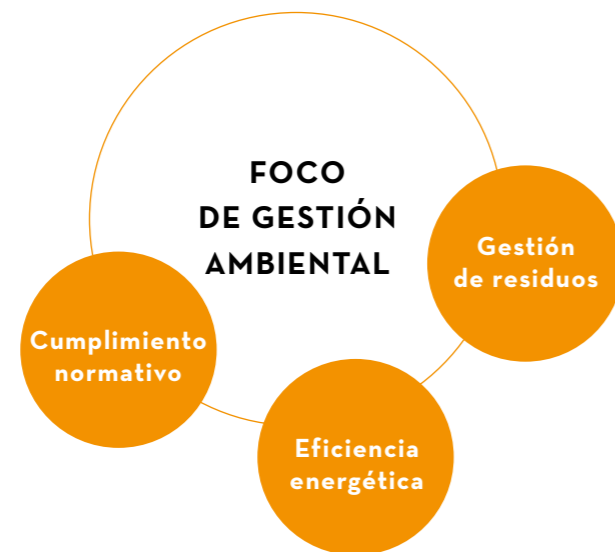 FOCO
DE GESTIÓN
AMBIENTAL
Gestión
de residuos
Cumplimiento
normativo
Eficiencia
energética